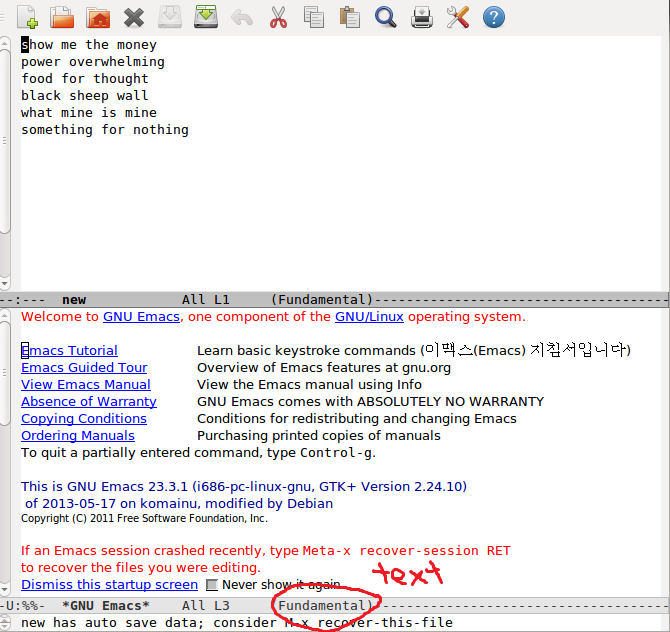 show me the money
power overwhelming
food for thought
black sheep wall
what mine is mine
something for nothing
--:--- new All L1 (Fundamental)-----------------------------------
Welcome to GNU Emacs, one component of the GNU/Linux operating system.
Emacs Tutorial Learn basic keystroke commands (이맥스(Emacs) 지침서입니다)
Emacs Guided Tour Overview of Emacs features at gnu.org
View Emacs Manual View the Emacs manual using Info
Absence of Warranty GNU Emacs comes with ABSOLUTELY NO WARRANTY
Copying Conditions Conditions for redistributing and changing Emacs
Ordering Manuals Purchasing printed copies of manuals
To quit a partially entered command, type Control-g.
This is GNU Emacs 23.3.1 (i686-pc-linux-gnu, GTK+ Version 2.24.10)
of 2013-05-17 on komainu, modified by Debian
Copyright (C) 2011 Free Software Foundation, Inc.
If an Emacs session crashed recently, type Meta-x recover-session RET
to recover the files you were editing.
Dismiss this startup screen Never show it again.
text
-U:%%- *GNU Emacs* All L3 (Fundamental)-----------------------------------
new has auto save data; consider M-x recover-this-file